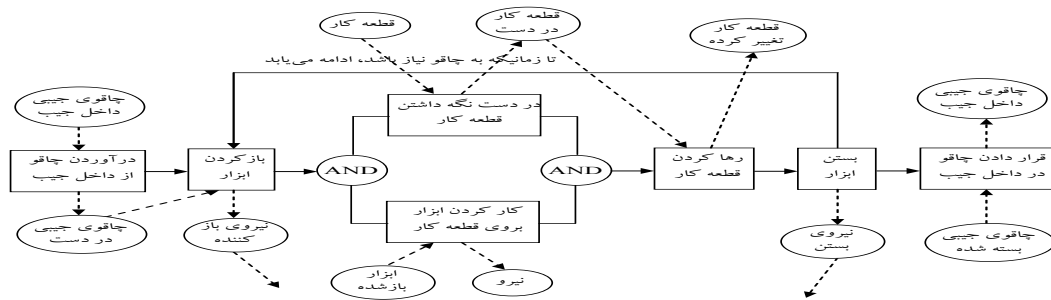 قطعه کار
قطعه کار
در دست
قطعه کار
تغییر کرده
تا زمانیکه به چاقو نیاز باشد، ادامه می‌یابد
چاقوی جیبی
داخل جیب
در دست نگه داشتن
قطعه کار
چاقوی جیبی
داخل جیب
درآوردن چاقو
از داخل جیب
بازکردن
ابزار
AND
AND
رها کردن
قطعه کار
بستن
ابزار
قرار دادن چاقو
در داخل جیب
کار کردن ابزار
بروی قطعه کار
چاقوی جیبی
در دست
نیروی باز
کننده
نیروی
بستن
چاقوی جیبی
بسته شده
ابزار
بازشده
نیرو